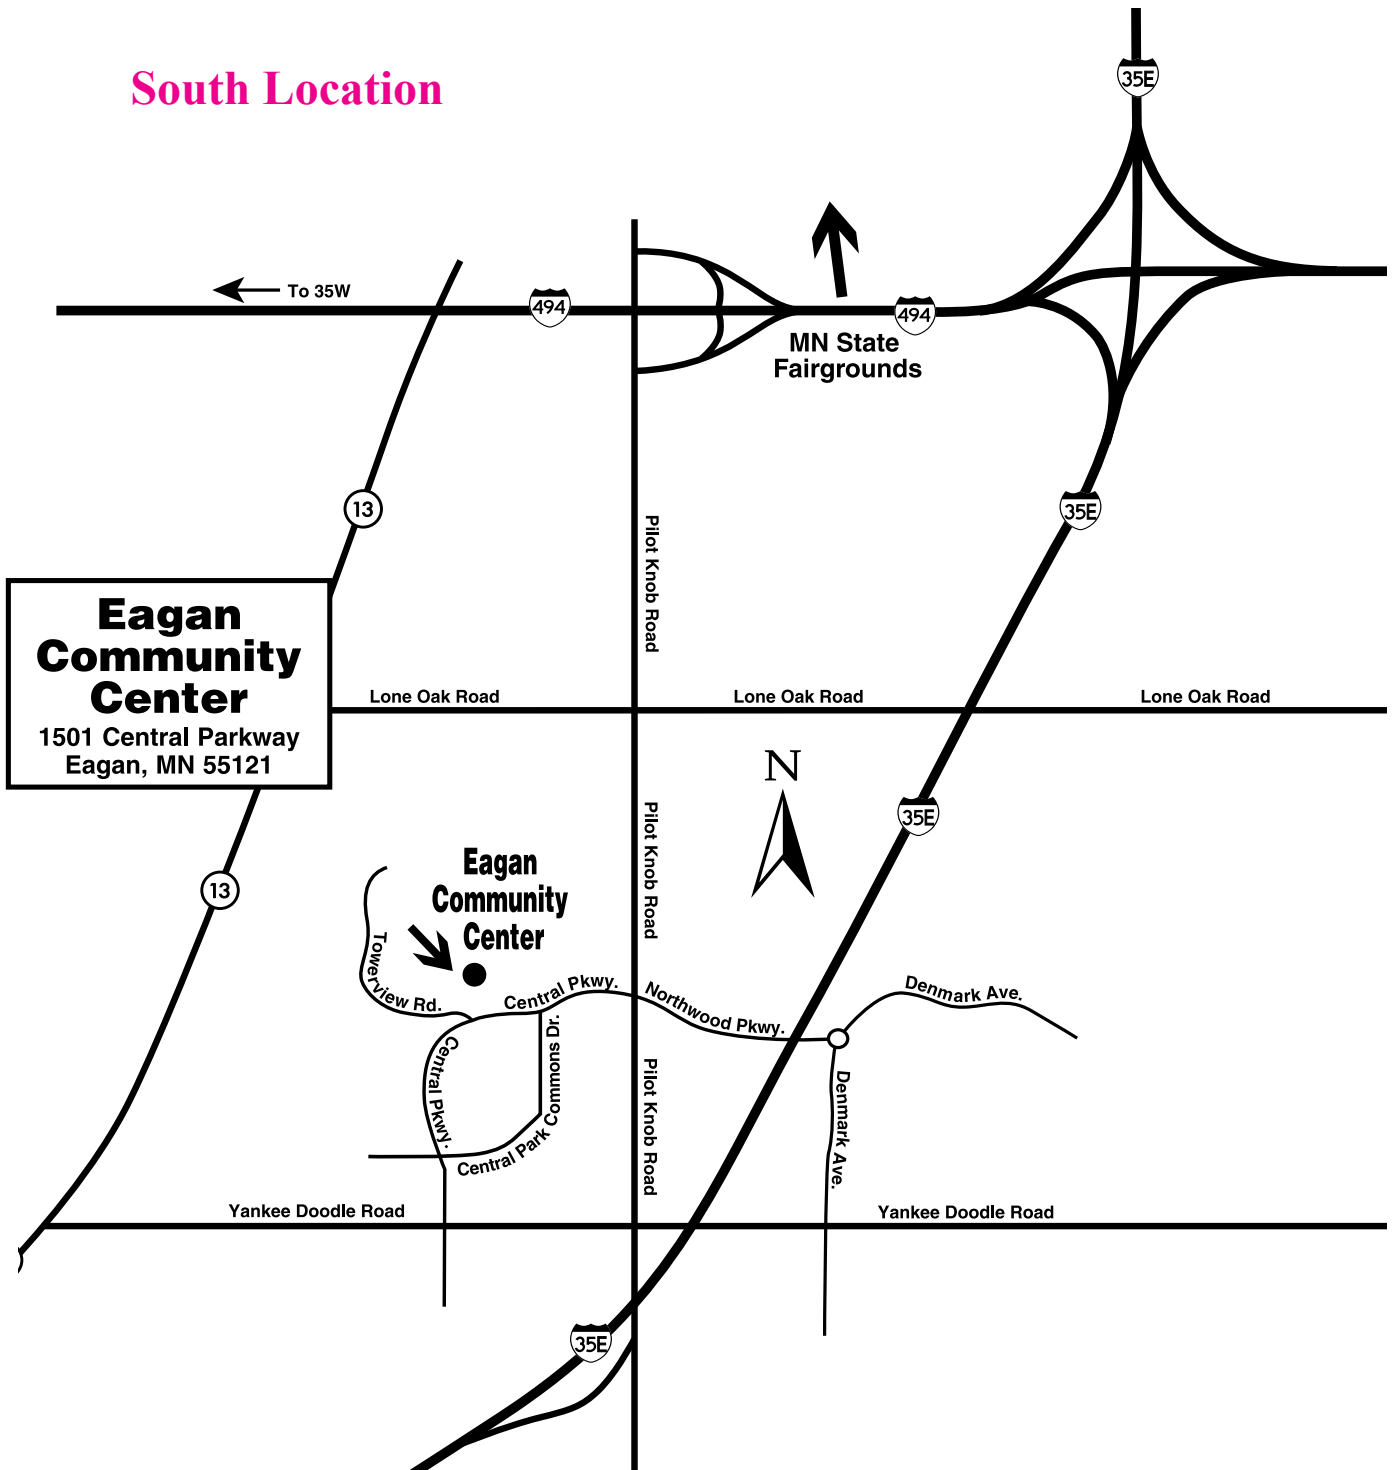 South Location
35E
To 35W
494
494
MN State
Fairgrounds
13
35E
Pilot Knob Road
Eagan
Community
Center
1501 Central Parkway
Eagan, MN 55121
Lone Oak Road
Lone Oak Road
Lone Oak Road
N
35E
Pilot Knob Road
13
Eagan
Community
Center
Towerview Rd.
Central Pkwy.
Northwood Pkwy.
Denmark Ave.
Central Pkwy.
Central Park Commons Dr.
Pilot Knob Road
Denmark Ave.
Yankee Doodle Road
Yankee Doodle Road
35E